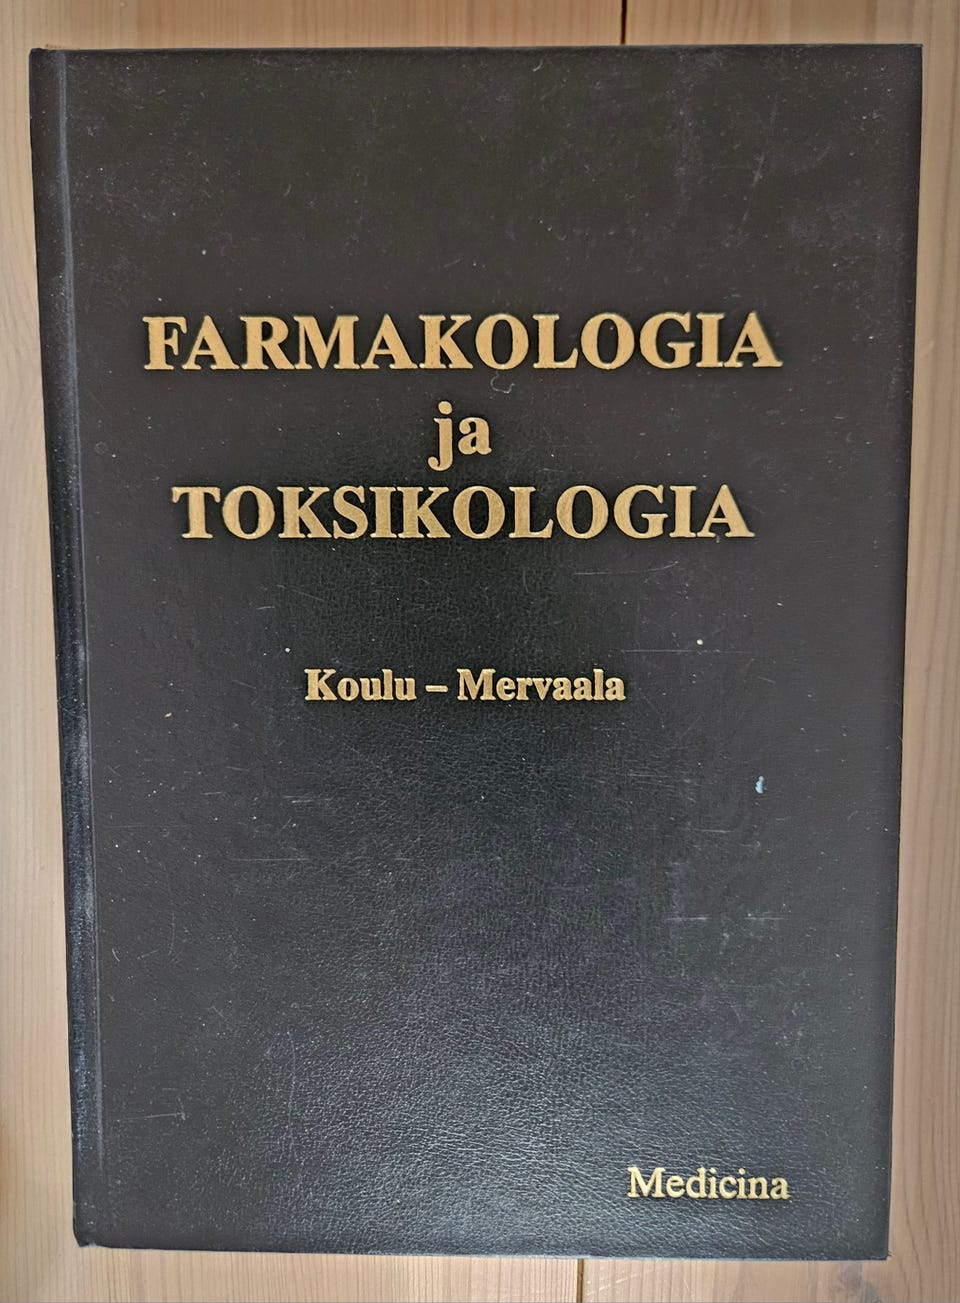 FARMAKOLOGIA
ja
TOKSIKOLOGIA
Koulu – Mervaala
Medicina